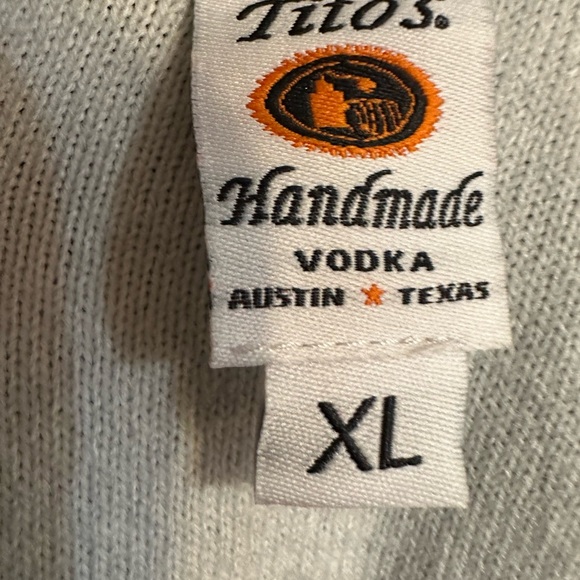 Tito's.
Handmade
VODKA
AUSTIN ★ TEXAS
XL